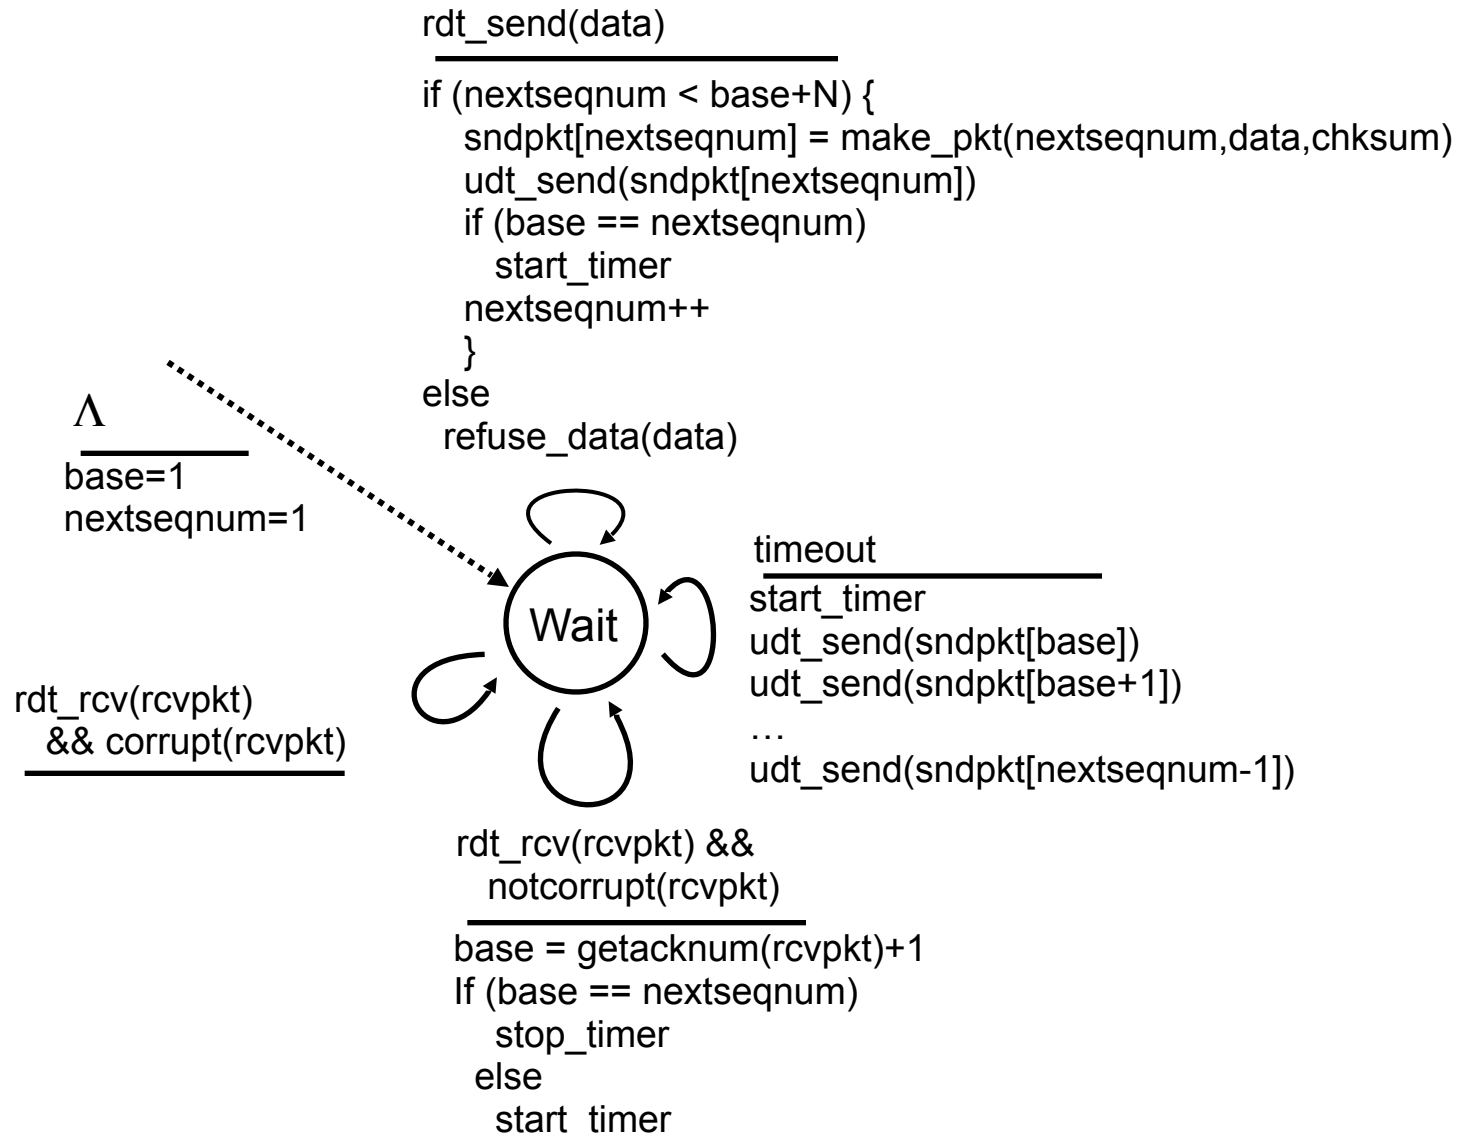 rdt_send(data)
if (nextseqnum < base+N) {
sndpkt[nextseqnum] = make_pkt(nextseqnum,data,chksum)
udt_send(sndpkt[nextseqnum])
if (base == nextseqnum)
start_timer
nextseqnum++
}
else
refuse_data(data)
Λ
base=1
nextseqnum=1
Wait
timeout
start_timer
udt_send(sndpkt[base])
udt_send(sndpkt[base+1])
…
udt_send(sndpkt[nextseqnum-1])
rdt_rcv(rcvpkt)
&& corrupt(rcvpkt)
rdt_rcv(rcvpkt) &&
notcorrupt(rcvpkt)
base = getacknum(rcvpkt)+1
If (base == nextseqnum)
stop_timer
else
start_timer